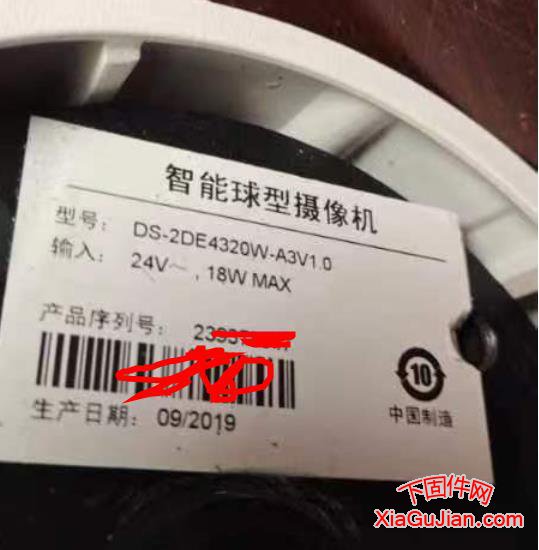 智能球型摄像机
型号： DS-2DE4320W-A3V1.0
输入： 24V～ , 18W MAX
产品序列号：
生产日期： 09/2019
10
中国制造
下固件网
XiaGuJian.com